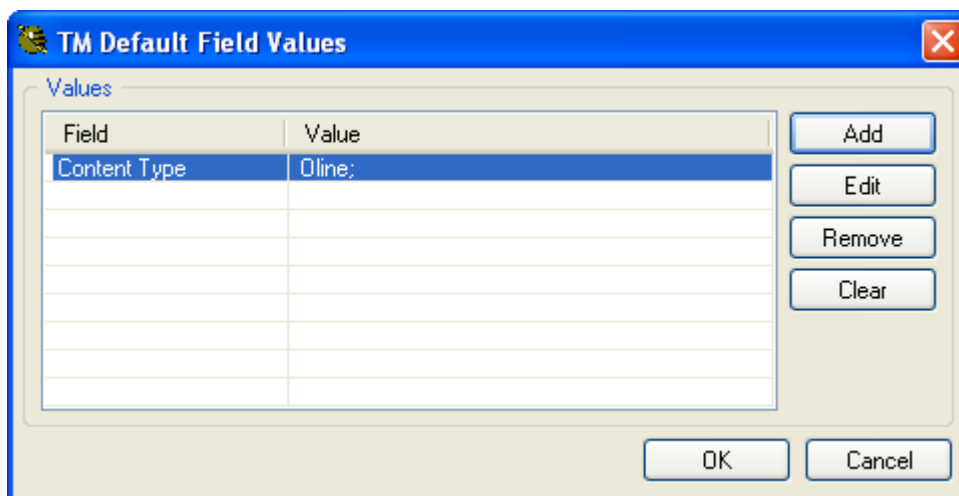 TM Default Field Values
Values
Field Value
Content Type Oline;
Add
Edit
Remove
Clear
OK Cancel